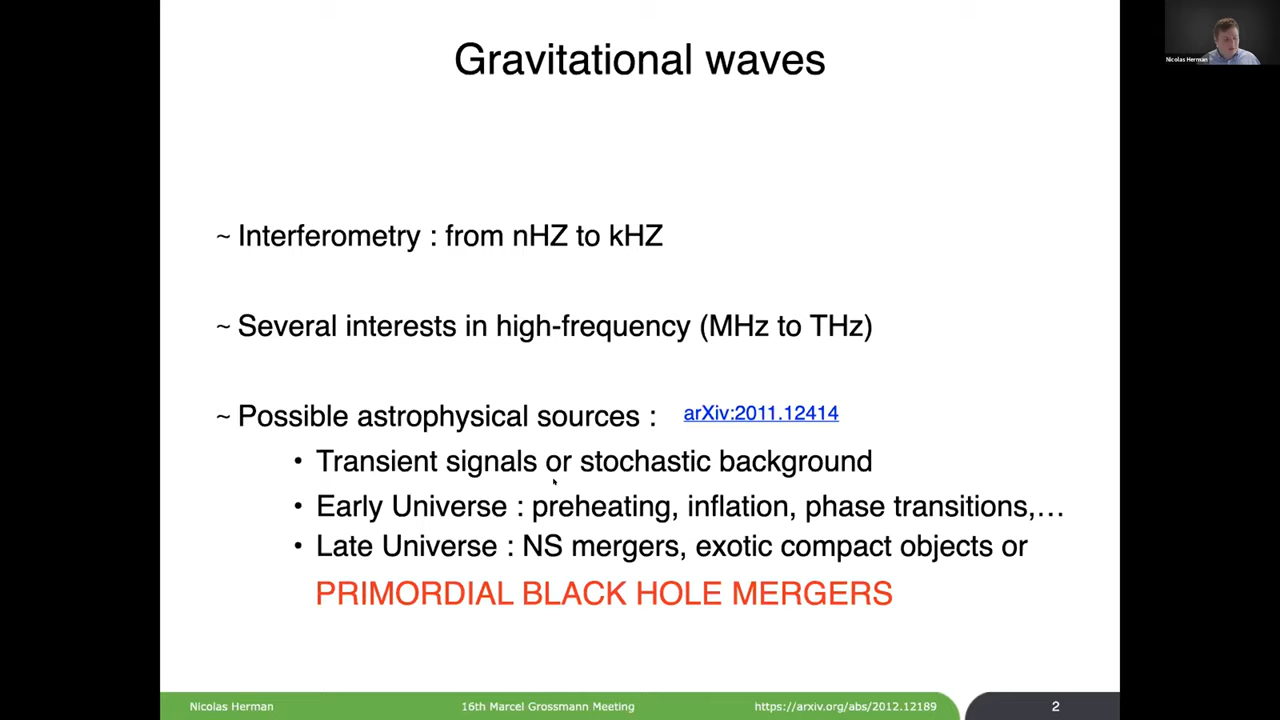 Gravitational waves
Nicolas Herman
~ Interferometry : from nHZ to kHZ
~ Several interests in high-frequency (MHz to THz)
~ Possible astrophysical sources : arXiv:2011.12414
• Transient signals or stochastic background
• Early Universe : preheating, inflation, phase transitions,…
• Late Universe : NS mergers, exotic compact objects or
PRIMORDIAL BLACK HOLE MERGERS
Nicolas Herman 16th Marcel Grossmann Meeting https://arxiv.org/abs/2012.12189 2